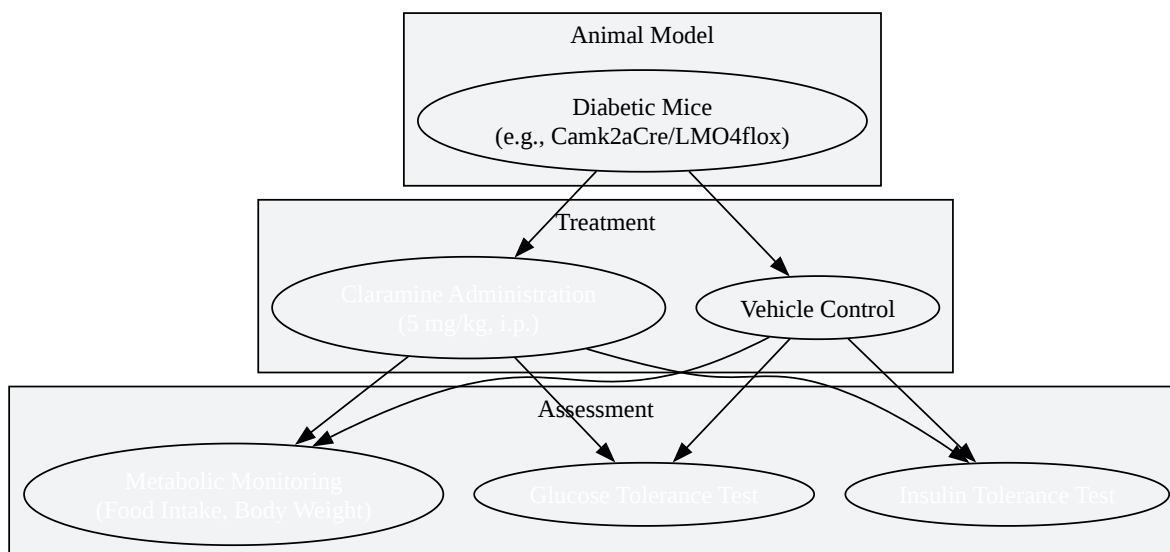 Animal Model
Diabetic Mice
(e.g., Camk2aCre/LMO4flox)
Treatment
Claramine Administration
(5 mg/kg, i.p.)
Vehicle Control
Assessment
Metabolic Monitoring
(Food Intake, Body Weight)
Glucose Tolerance Test
Insulin Tolerance Test